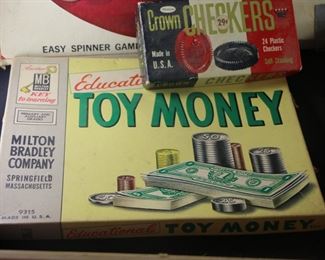 EASY SPINNER GAME
Crown CHECKERS
29¢
Made in
U.S.A.
24 Plastic
Checkers
Self-Stacking
MB
KEY
to learning
Educational
TOY MONEY
MILTON
BRADLEY
COMPANY
SPRINGFIELD
MASSACHUSETTS
9315
MADE IN U.S.A.
Educational TOY MONEY